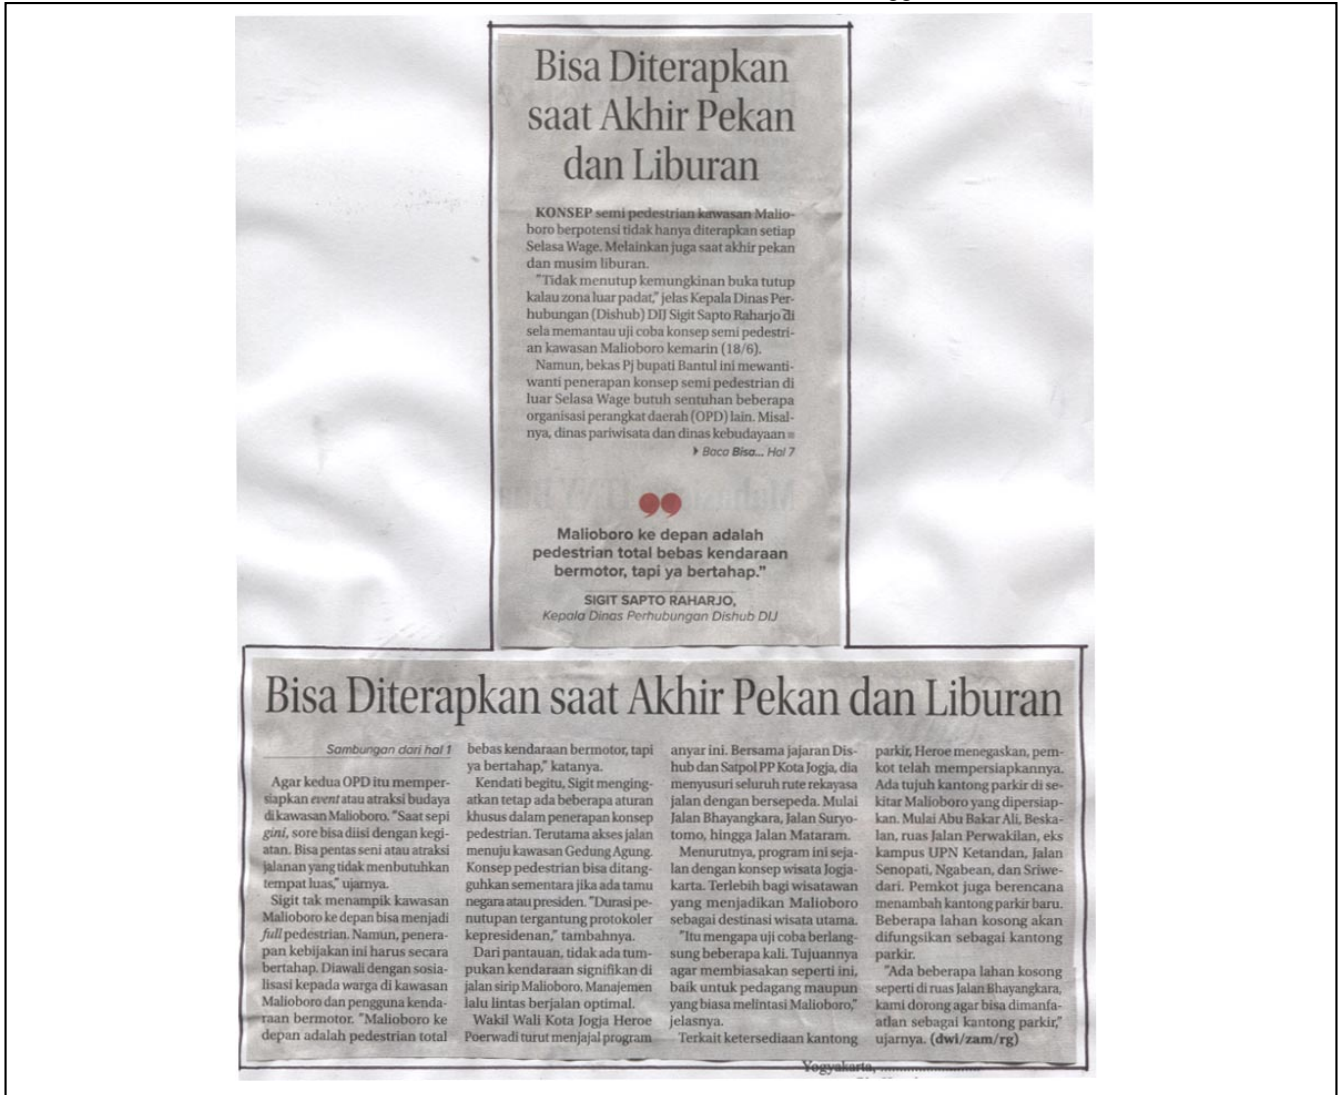 Bisa Diterapkan
saat Akhir Pekan
dan Liburan
KONSEP semi pedestrian kawasan Malio-
boro berpotensi tidak hanya diterapkan setiap
Selasa Wage. Melainkan juga saat akhir pekan
dan musim liburan.
"Tidak menutup kemungkinan buka tutup
kalau zona luar padat," jelas Kepala Dinas Per-
hubungan (Dishub) DIJ Sigit Sapto Raharjo di
sela memantau uji coba konsep semi pedestri-
an kawasan Malioboro kemarin (18/6).
Namun, bekas Pj bupati Bantul ini mewanti-
wanti penerapan konsep semi pedestrian di
luar Selasa Wage butuh sentuhan beberapa
organisasi perangkat daerah (OPD) lain. Misal-
nya, dinas pariwisata dan dinas kebudayaan
Baca Bisa... Hal 7
Malioboro ke depan adalah
pedestrian total bebas kendaraan
bermotor, tapi ya bertahap."
SIGIT SAPTO RAHARJO,
Kepala Dinas Perhubungan Dishub DIJ
Bisa Diterapkan saat Akhir Pekan dan Liburan
Sambungan dari hal 1
Agar kedua OPD itu memper-
siapkan event atau atraksi budaya
di kawasan Malioboro. "Saat sepi
gini, sore bisa diisi dengan kegi-
atan. Bisa pentas seni atau atraksi
jalanan yang tidak menbutuhkan
tempat luas," ujarnya.
Sigit tak menampik kawasan
Malioboro ke depan bisa menjadi
full pedestrian. Namun, penera-
pan kebijakan ini harus secara
bertahap. Diawali dengan sosia-
lisasi kepada warga di kawasan
Malioboro dan pengguna kenda-
raan bermotor. "Malioboro ke
depan adalah pedestrian total
bebas kendaraan bermotor, tapi
ya bertahap," katanya.
Kendati begitu, Sigit menging-
atkan tetap ada beberapa aturan
khusus dalam penerapan konsep
pedestrian. Terutama akses jalan
menuju kawasan Gedung Agung.
Konsep pedestrian bisa ditang-
guhkan sementara jika ada tamu
negara atau presiden. "Durasi pe-
nutupan tergantung protokoler
kepresidenan," tambahnya.
Dari pantauan, tidak ada tum-
pukan kendaraan signifikan di
jalan sirip Malioboro. Manajemen
lalu lintas berjalan optimal.
Wakil Wali Kota Jogja Heroe
Poerwadi turut menjajal program
anyar ini. Bersama jajaran Dis-
hub dan Satpol PP Kota Jogja, dia
menyusuri seluruh rute rekayasa
jalan dengan bersepeda. Mulai
Jalan Bhayangkara, Jalan Suryo-
tomo, hingga Jalan Mataram.
Menurutnya, program ini seja-
lan dengan konsep wisata Jogja-
karta. Terlebih bagi wisatawan
yang menjadikan Malioboro
sebagai destinasi wisata utama.
"Itu mengapa uji coba berlang-
sung beberapa kali. Tujuannya
agar membiasakan seperti ini,
baik untuk pedagang maupun
yang biasa melintasi Malioboro,"
jelasnya.
Terkait ketersediaan kantong
parkir, Heroe menegaskan, pem-
kot telah mempersiapkannya.
Ada tujuh kantong parkir di se-
kitar Malioboro yang dipersiap-
kan. Mulai Abu Bakar Ali, Beska-
lan, ruas Jalan Perwakilan, eks
kampus UPN Ketandan, Jalan
Senopati, Ngabean, dan Sriwe-
dari. Pemkot juga berencana
menambah kantong parkir baru.
Beberapa lahan kosong akan
difungsikan sebagai kantong
parkir.
"Ada beberapa lahan kosong
seperti di ruas Jalan Bhayangkara,
kami dorong agar bisa dimanfa-
atlan sebagai kantong parkir,"
ujarnya. (dwi/zam/rg)
Yogyakarta, ..........................